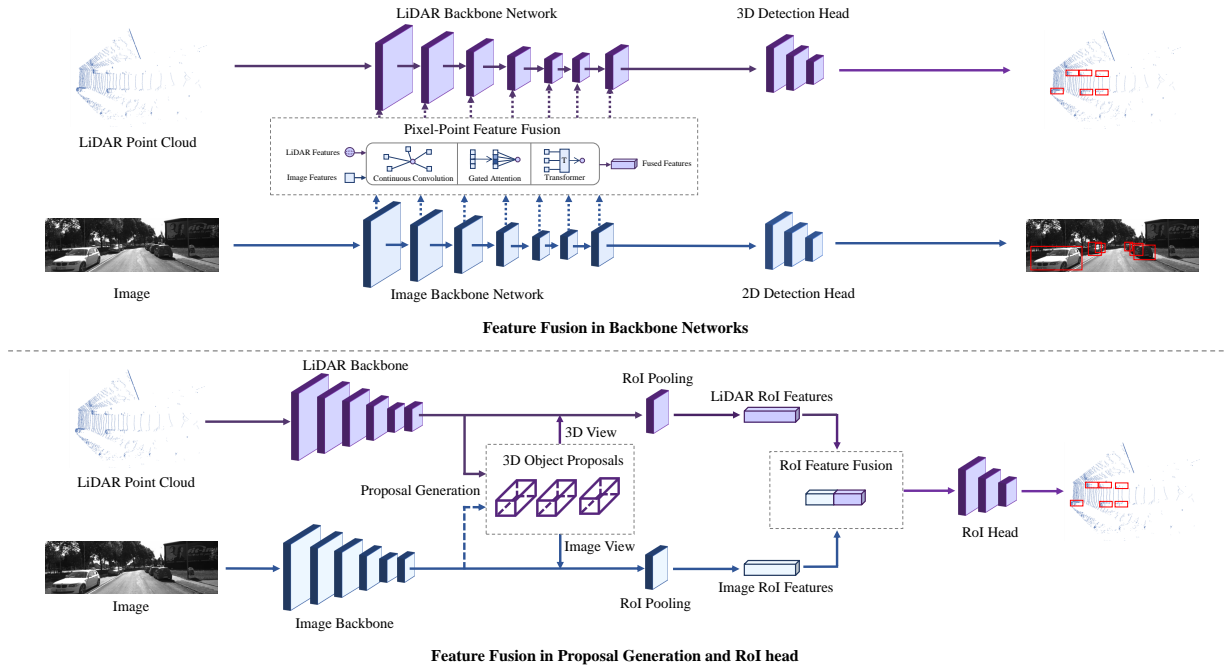 LiDAR Backbone Network
3D Detection Head
LiDAR Point Cloud
Pixel-Point Feature Fusion
LiDAR Features
Image Features
Continuous Convolution
Gated Attention
T
Transformer
Fused Features
Image
Image Backbone Network
2D Detection Head
Feature Fusion in Backbone Networks
LiDAR Backbone
RoI Pooling
LiDAR RoI Features
3D View
LiDAR Point Cloud
3D Object Proposals
Proposal Generation
RoI Feature Fusion
RoI Head
Image View
Image
Image Backbone
RoI Pooling
Image RoI Features
Feature Fusion in Proposal Generation and RoI head